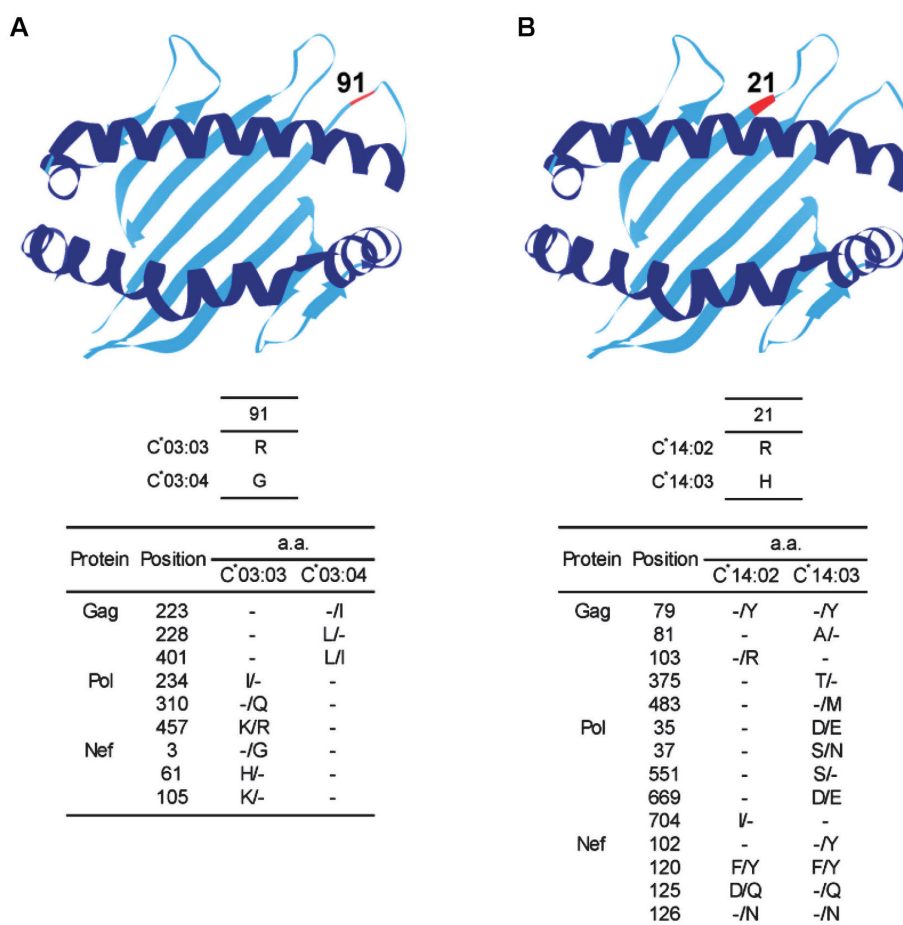 A
91
91
C*03:03 R
C*03:04 G
a.a.
Protein Position C*03:03 C*03:04
Gag 223 - -/I
228 - L/-
401 - L/I
Pol 234 I/- -
310 -/Q -
457 K/R -
Nef 3 -/G -
61 H/- -
105 K/- -
B
21
21
C*14:02 R
C*14:03 H
a.a.
Protein Position C*14:02 C*14:03
Gag 79 -/Y -/Y
81 - A/-
103 -/R -
375 - T/-
483 - -/M
Pol 35 - D/E
37 - S/N
551 - S/-
669 - D/E
704 I/- -
Nef 102 - -/Y
120 F/Y F/Y
125 D/Q -/Q
126 -/N -/N